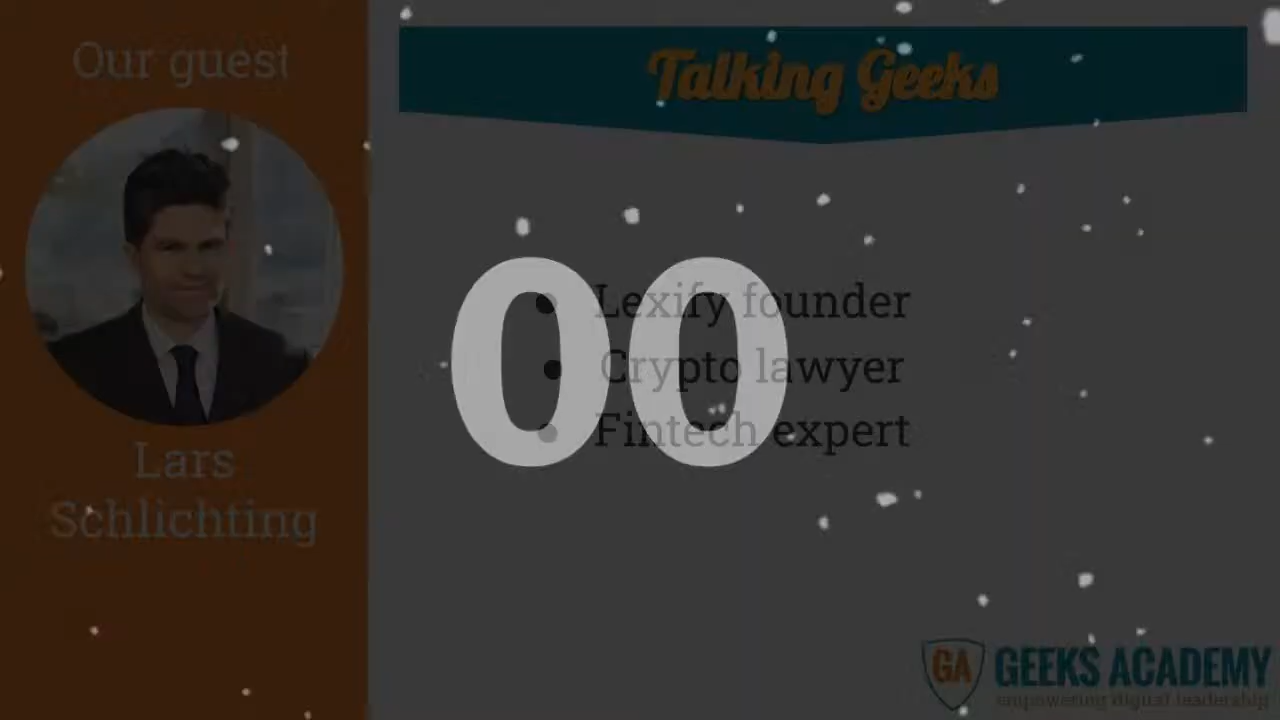 Our guest
Lars
Schlichting
Talking Geeks
00
Lexify founder
Crypto lawyer
Fintech expert
GA
GEEKS ACADEMY
empowering digital leadership